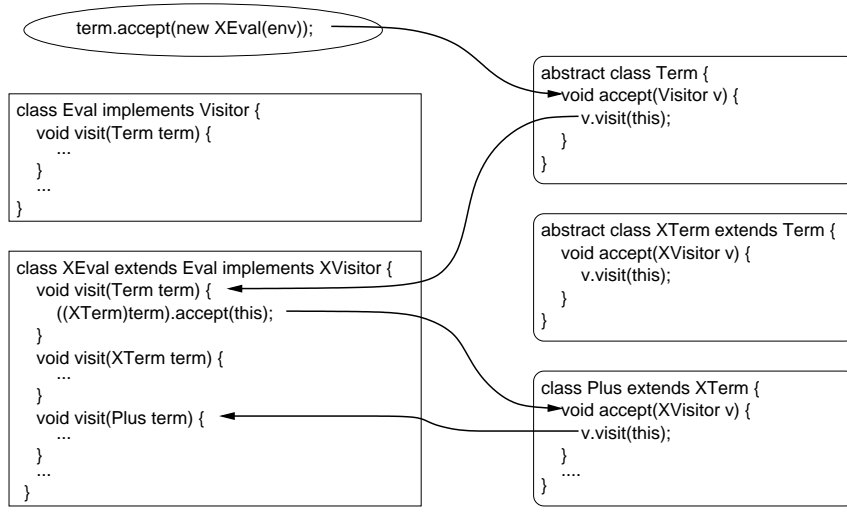 term.accept(new XEval(env));
class Eval implements Visitor {
void visit(Term term) {
...
}
...
}
class XEval extends Eval implements XVisitor {
void visit(Term term) {
((XTerm)term).accept(this);
}
void visit(XTerm term) {
...
}
void visit(Plus term) {
...
}
...
}
abstract class Term {
void accept(Visitor v) {
v.visit(this);
}
}
abstract class XTerm extends Term {
void accept(XVisitor v) {
v.visit(this);
}
}
class Plus extends XTerm {
void accept(XVisitor v) {
v.visit(this);
}
....
}